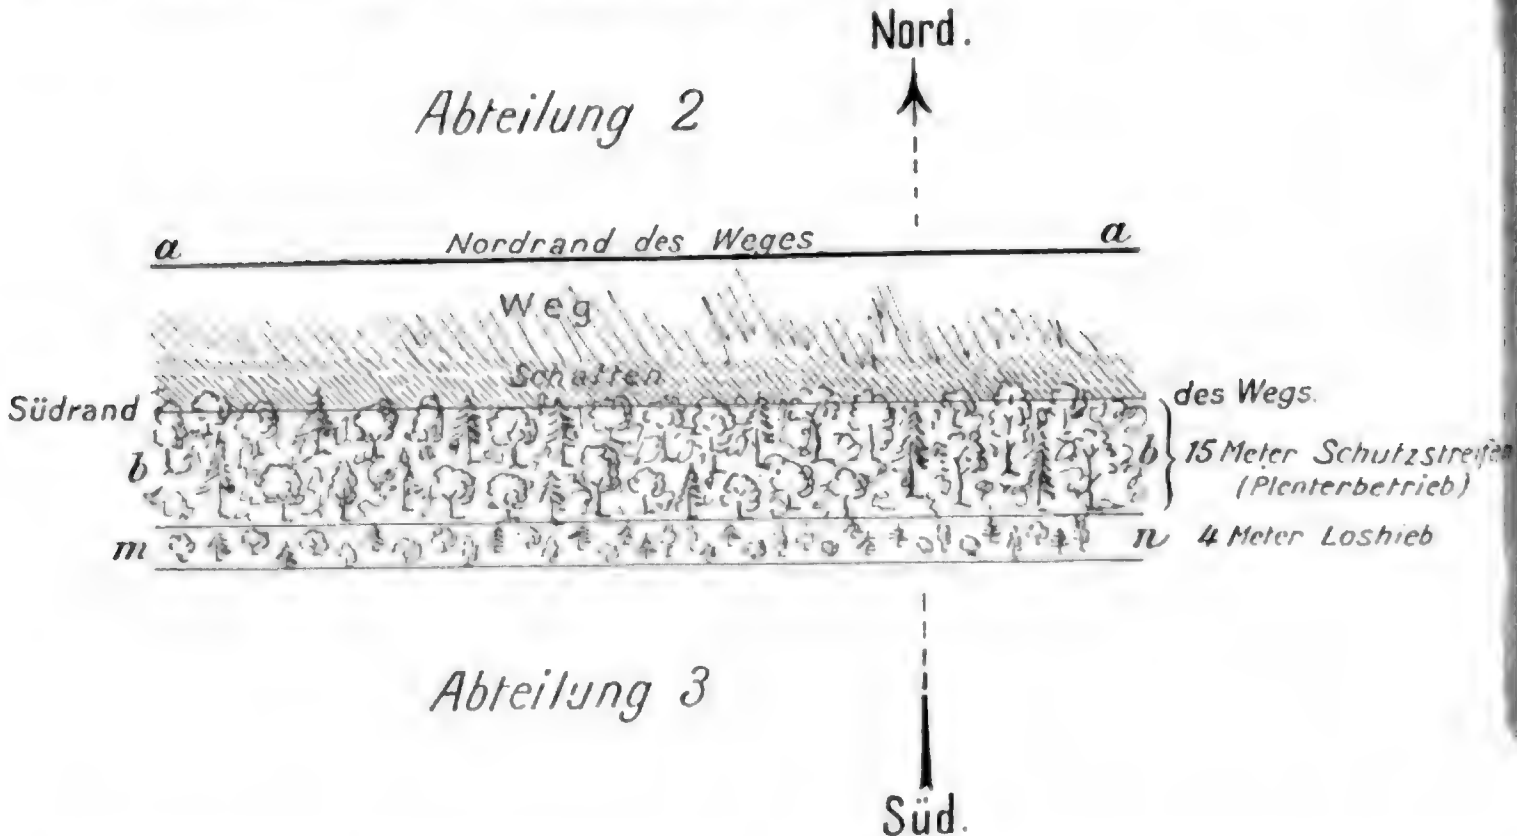 Nord.
Abteilung 2
a Nordrand des Weges a
Weg
Schatten
Südrand des Wegs.
b b 15 Meter Schutzstreifen
(Plenterbetrieb)
m n 4 Meter Loshieb
Abteilung 3
Süd.